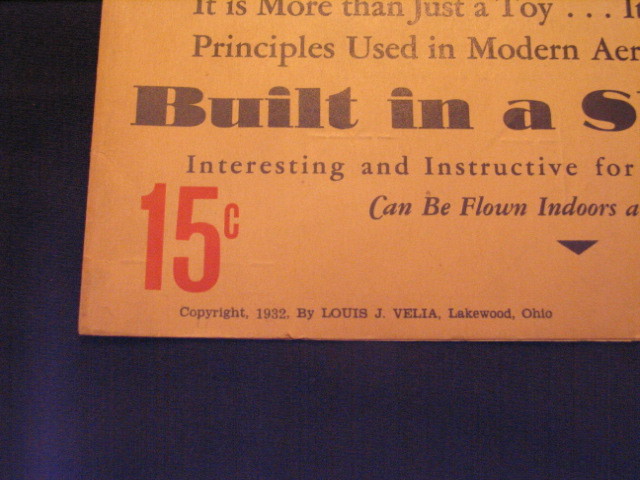 It is More than Just a Toy . . . It
Principles Used in Modern Aer
Built in a S
Interesting and Instructive for
Can Be Flown Indoors a
15c
Copyright, 1932, By LOUIS J. VELIA, Lakewood, Ohio